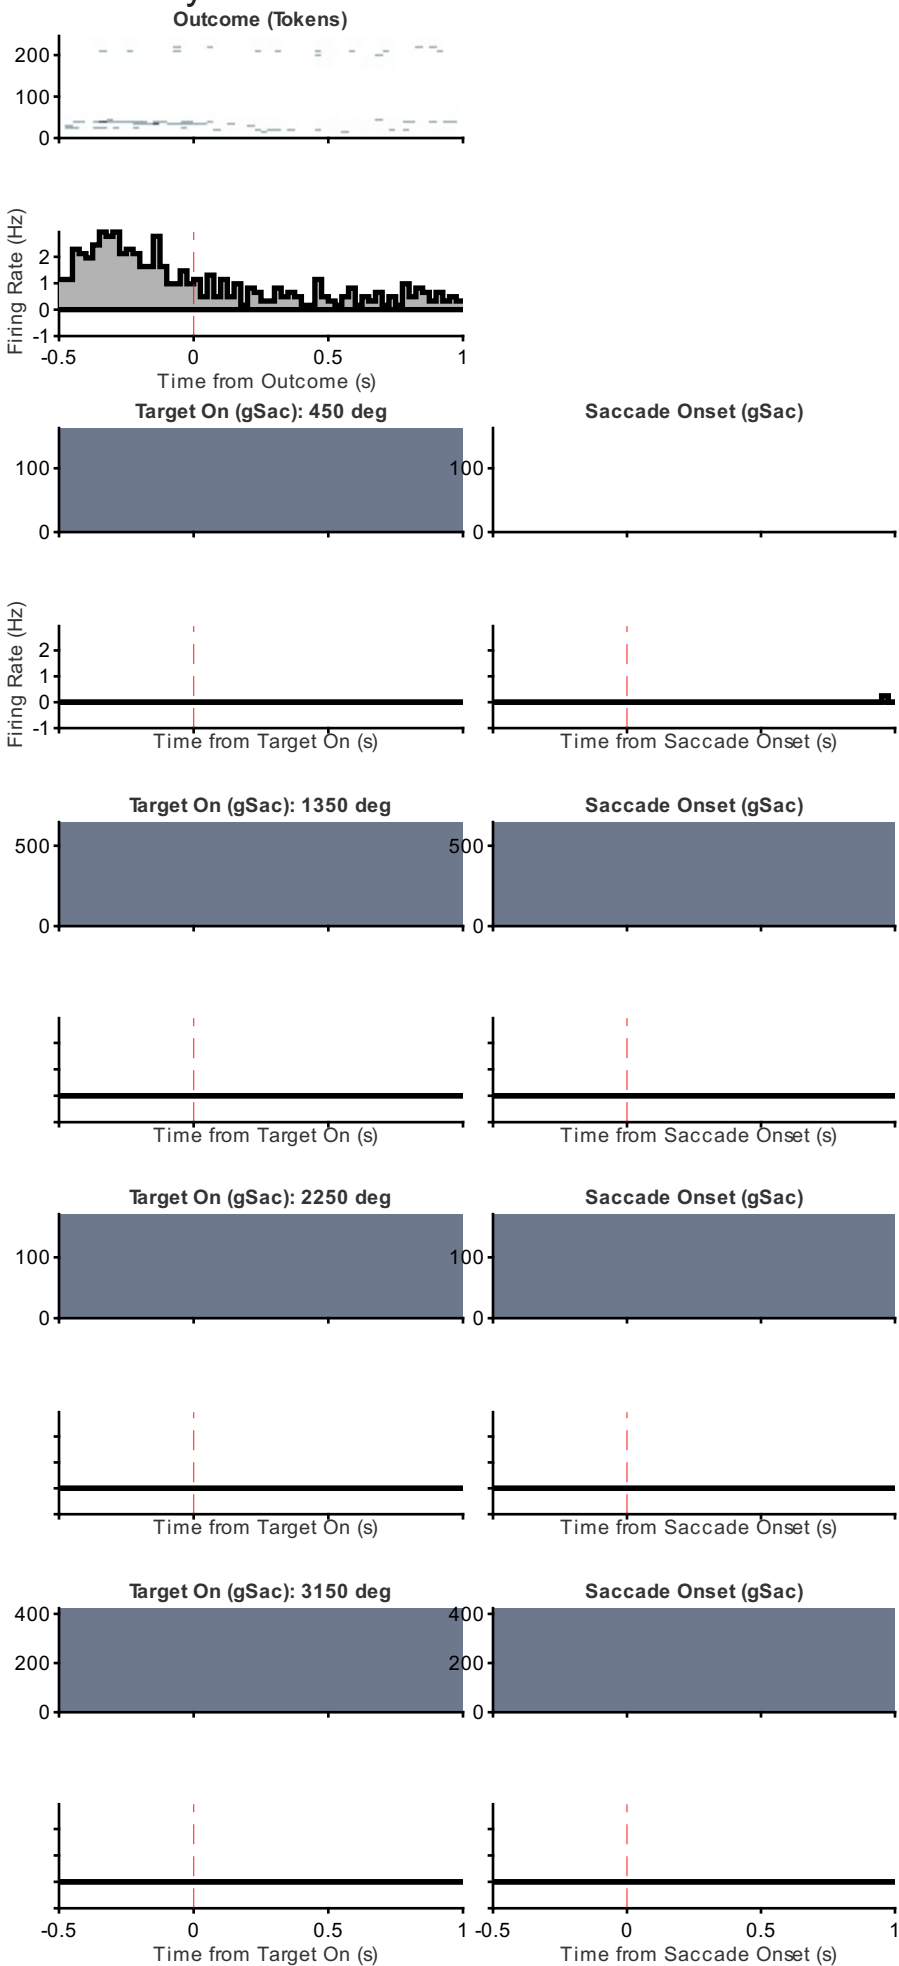 Outcome (Tokens)
200
100
0
Firing Rate (Hz)
2
1
0
-1
-0.5 0 0.5 1
Time from Outcome (s)
Target On (gSac): 450 deg Saccade Onset (gSac)
100 100
0 0
Firing Rate (Hz)
2
1
0
-1
Time from Target On (s) Time from Saccade Onset (s)
Target On (gSac): 1350 deg Saccade Onset (gSac)
500 500
0 0
Time from Target On (s) Time from Saccade Onset (s)
Target On (gSac): 2250 deg Saccade Onset (gSac)
100 100
0 0
Time from Target On (s) Time from Saccade Onset (s)
Target On (gSac): 3150 deg Saccade Onset (gSac)
400 400
200 200
0 0
-0.5 0 0.5 1 -0.5 0 0.5 1
Time from Target On (s) Time from Saccade Onset (s)